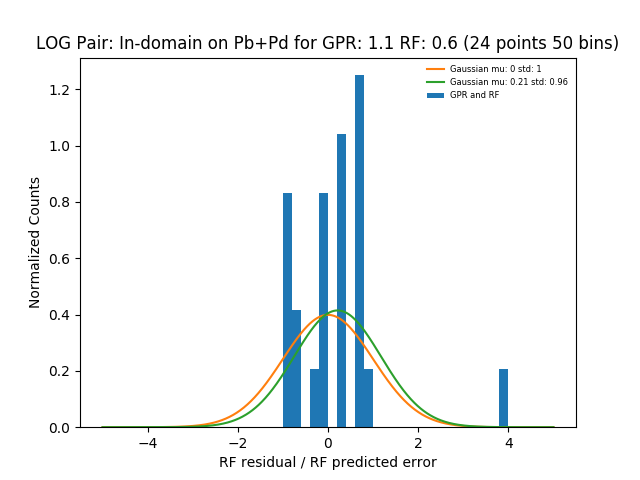 LOG Pair: In-domain on Pb+Pd for GPR: 1.1 RF: 0.6 (24 points 50 bins)
Gaussian mu: 0 std: 1
Gaussian mu: 0.21 std: 0.96
GPR and RF
Normalized Counts
1.2
1.0
0.8
0.6
0.4
0.2
0.0
−4 −2 0 2 4
RF residual / RF predicted error